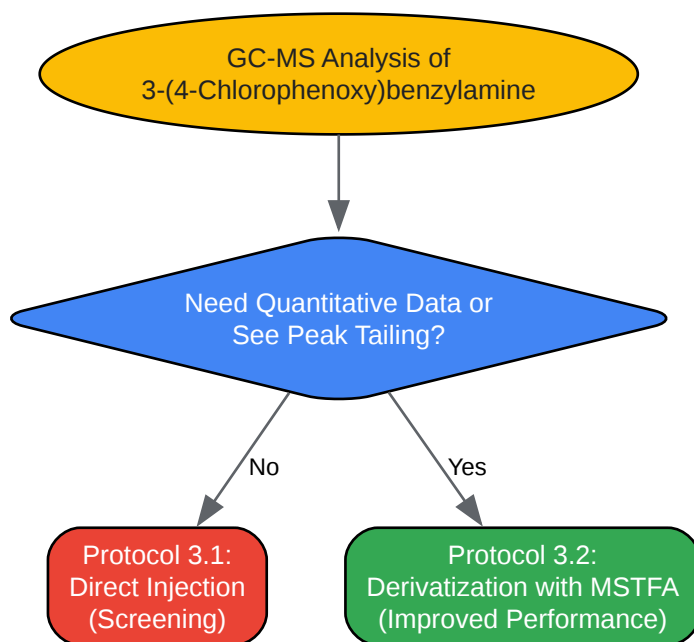 GC-MS Analysis of
3-(4-Chlorophenoxy)benzylamine
Need Quantitative Data or
See Peak Tailing?
No
Yes
Protocol 3.1:
Direct Injection
(Screening)
Protocol 3.2:
Derivatization with MSTFA
(Improved Performance)